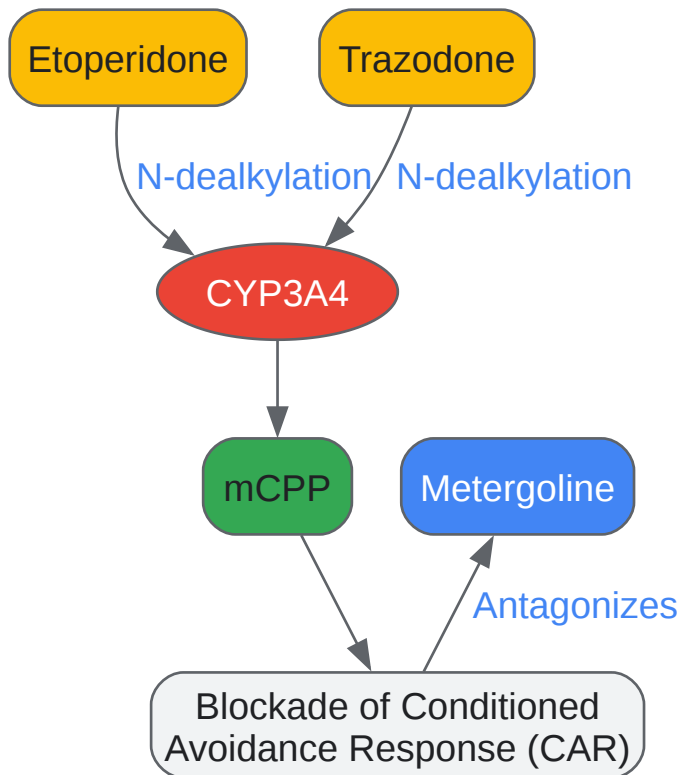 Etoperidone
Trazodone
N-dealkylation
N-dealkylation
CYP3A4
mCPP
Metergoline
Antagonizes
Blockade of Conditioned
Avoidance Response (CAR)